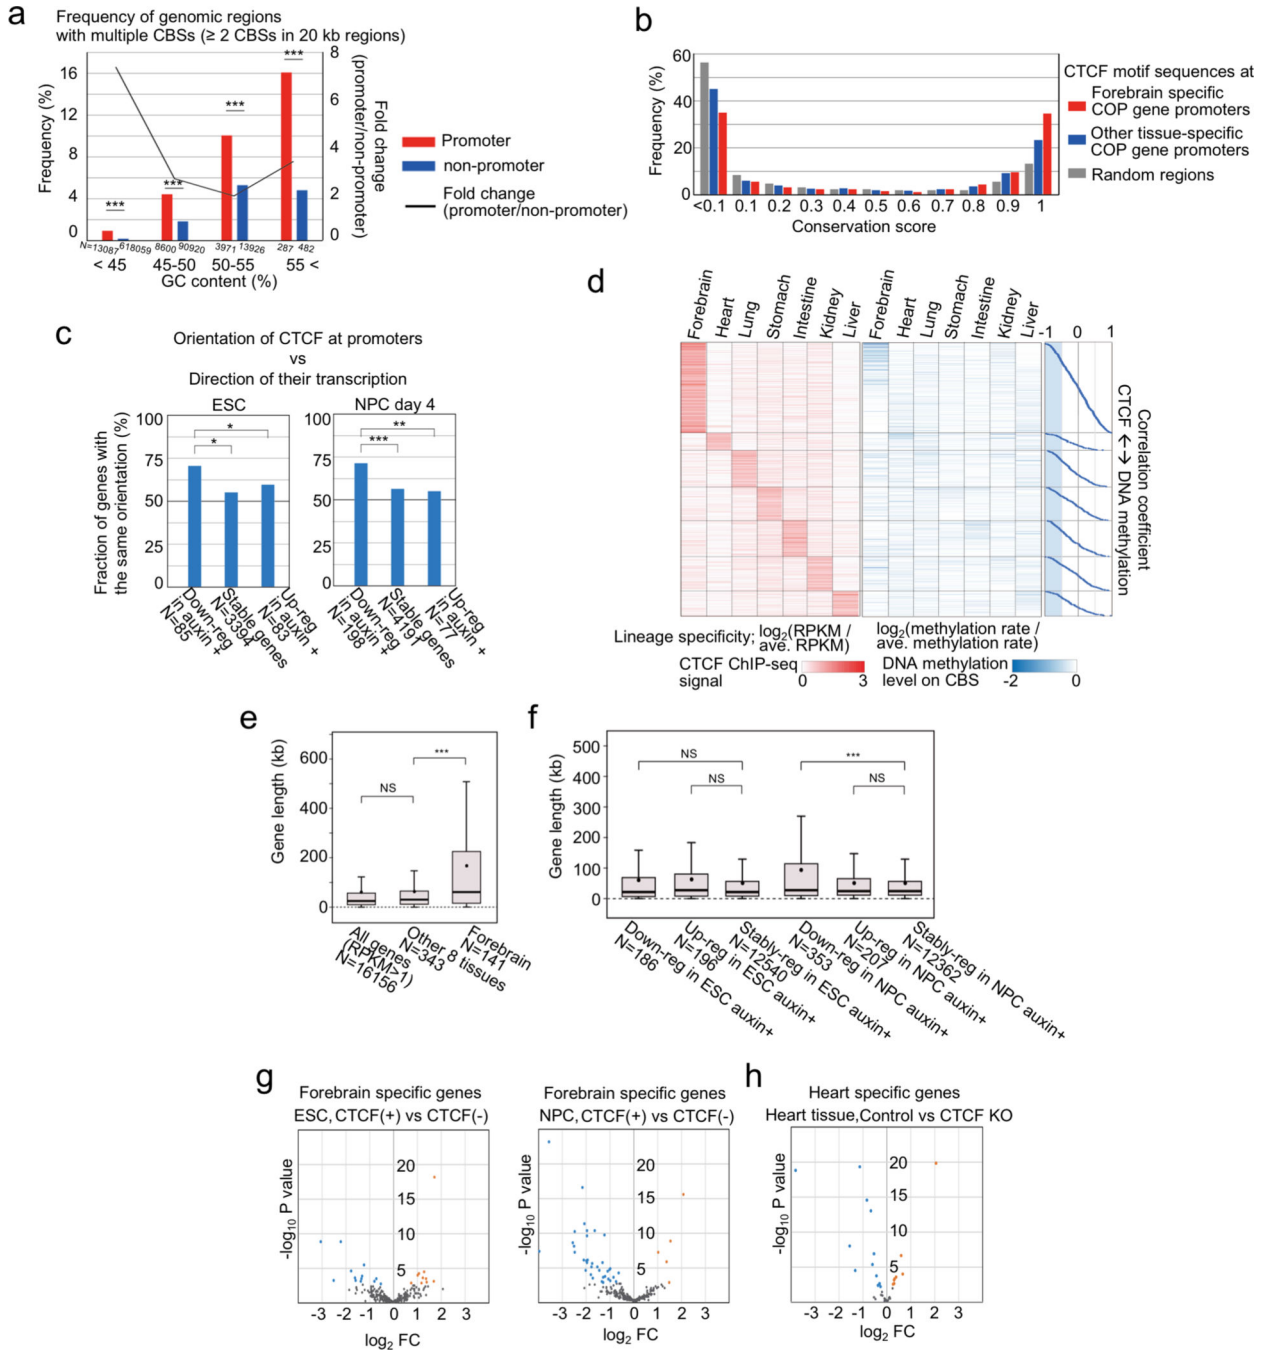 a
Frequency of genomic regions
with multiple CBSs (≥ 2 CBSs in 20 kb regions)
Frequency (%)
16
12
8
4
0
8
6
4
2
0
Fold change
(promoter/non-promoter)
***
***
***
***
N=13087 618059
8600 90920
3971 13926
287 482
< 45
45-50
50-55
55 <
GC content (%)
Promoter
non-promoter
Fold change
(promoter/non-promoter)
b
Frequency (%)
60
40
20
0
<0.1 0.1 0.2 0.3 0.4 0.5 0.6 0.7 0.8 0.9 1
Conservation score
CTCF motif sequences at
Forebrain specific
COP gene promoters
Other tissue-specific
COP gene promoters
Random regions
c
Orientation of CTCF at promoters
vs
Direction of their transcription
Fraction of genes with
the same orientation (%)
ESC
100
75
50
25
0
*
*
Down-reg
in auxin +
N=85
Stable genes
N=3394
Up-reg
in auxin +
N=83
NPC day 4
100
75
50
25
0
**
***
Down-reg
in auxin +
N=198
Stable genes
N=4191
Up-reg
in auxin +
N=77
d
Forebrain
Heart
Lung
Stomach
Intestine
Kidney
Liver
Forebrain
Heart
Lung
Stomach
Intestine
Kidney
Liver
-1 0 1
Correlation coefficient
CTCF ←→ DNA methylation
Lineage specificity; log2(RPKM /
ave. RPKM)
log2(methylation rate /
ave. methylation rate)
CTCF ChIP-seq
signal
0 3
DNA methylation
level on CBS
-2 0
e
Gene length (kb)
600
400
200
0
NS
***
All genes
(RPKM>1)
N=16156
Other 8 tissues
N=343
Forebrain
N=141
f
Gene length (kb)
500
400
300
200
100
0
NS
NS
***
NS
Down-reg in ESC auxin+
N=186
Up-reg in ESC auxin+
N=196
Stably-reg in ESC auxin+
N=12540
Down-reg in NPC auxin+
N=353
Up-reg in NPC auxin+
N=207
Stably-reg in NPC auxin+
N=12362
g
Forebrain specific genes
ESC, CTCF(+) vs CTCF(-)
-log10 P value
20
15
10
5
-3 -2 -1 0 1 2 3
log2 FC
Forebrain specific genes
NPC, CTCF(+) vs CTCF(-)
-log10 P value
20
15
10
5
-3 -2 -1 0 1 2 3
log2 FC
h
Heart specific genes
Heart tissue, Control vs CTCF KO
-log10 P value
20
15
10
5
-3 -2 -1 0 1 2 3
log2 FC